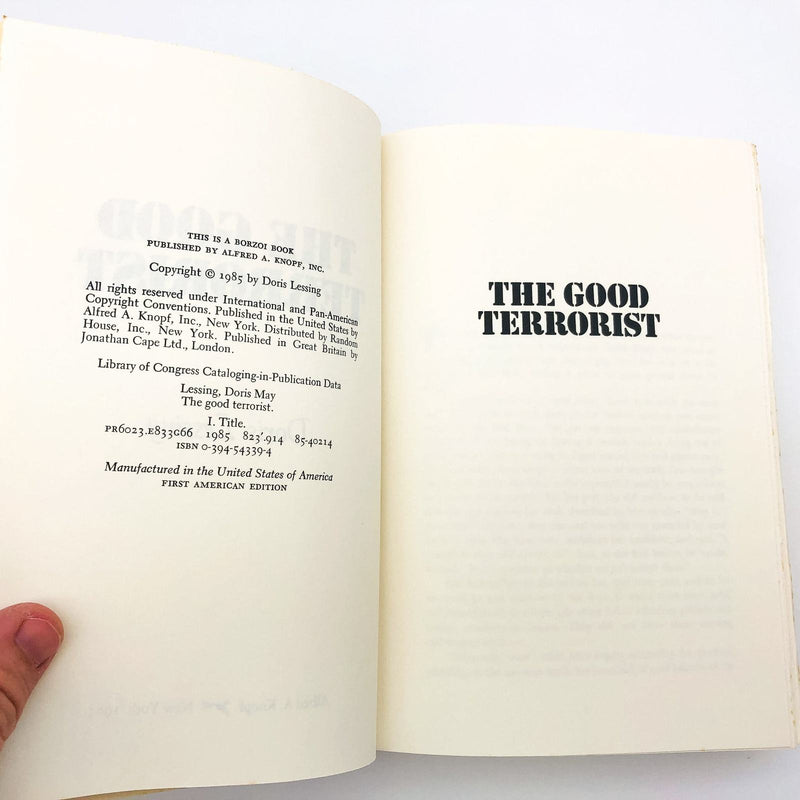 THIS IS A BORZOI BOOK
PUBLISHED BY ALFRED A. KNOPF, INC.
Copyright © 1985 by Doris Lessing
All rights reserved under International and Pan-American
Copyright Conventions. Published in the United States by
Alfred A. Knopf, Inc., New York. Distributed by Random
House, Inc., New York. Published in Great Britain by
Jonathan Cape Ltd., London.
Library of Congress Cataloging-in-Publication Data
Lessing, Doris May
The good terrorist.
I. Title.
PR6023.E833G66 1985 823'.914 85-40214
ISBN 0-394-54339-4
Manufactured in the United States of America
FIRST AMERICAN EDITION
THE GOOD
TERRORIST